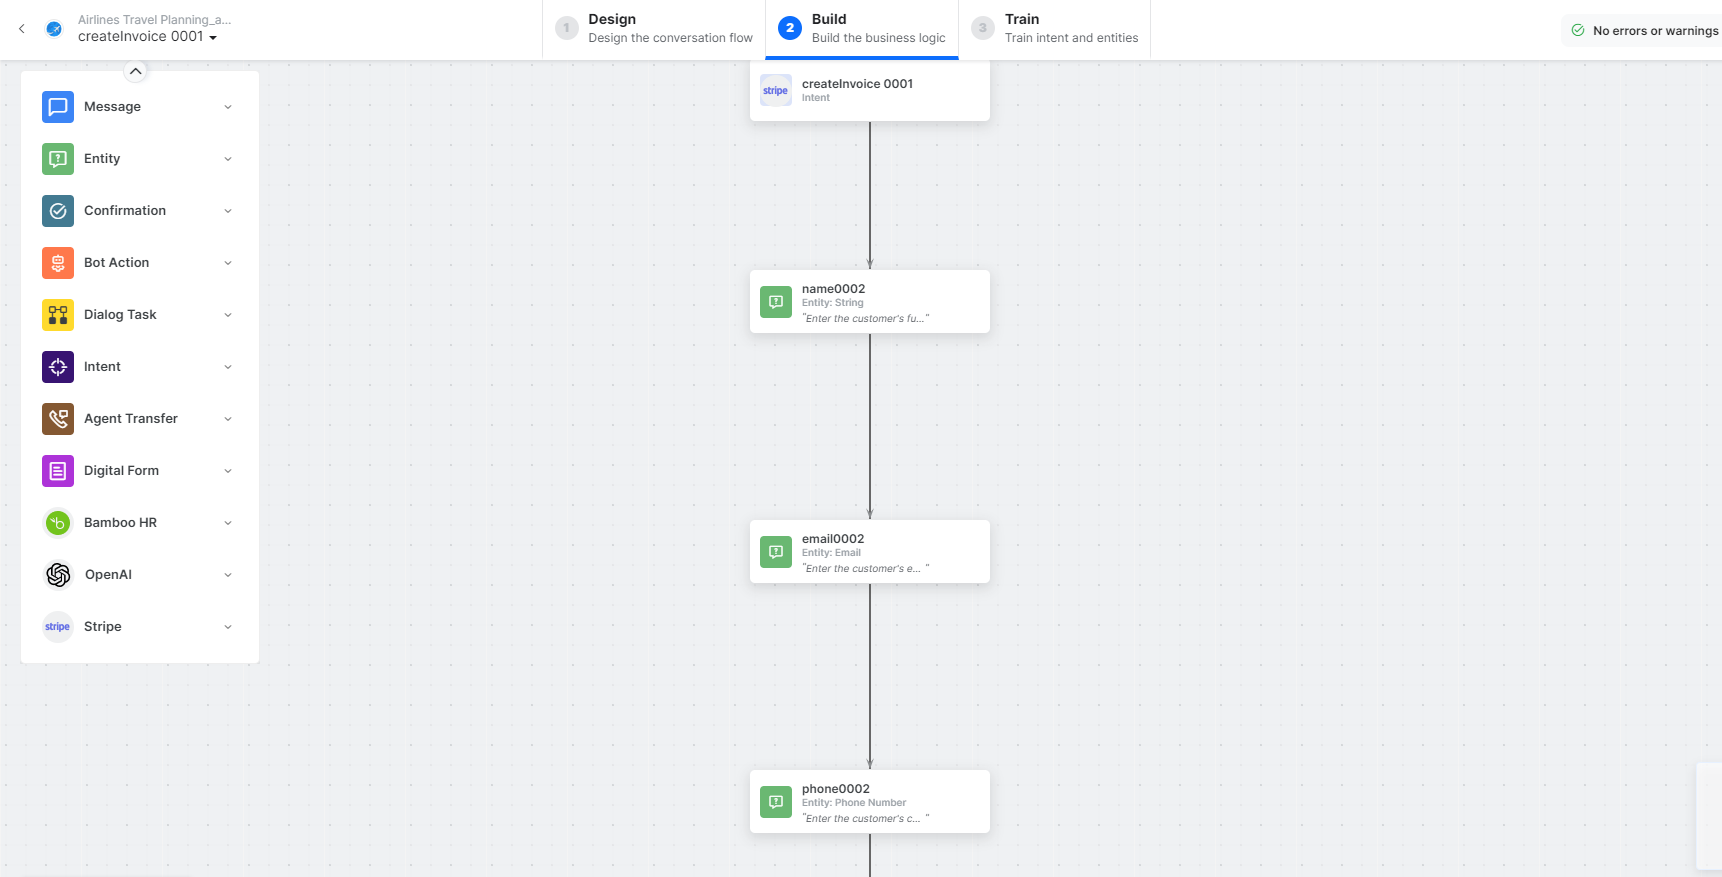 Airlines Travel Planning_a...
createInvoice 0001
1
Design
Design the conversation flow
2
Build
Build the business logic
3
Train
Train intent and entities
No errors or warnings
Message
Entity
Confirmation
Bot Action
Dialog Task
Intent
Agent Transfer
Digital Form
Bamboo HR
OpenAI
stripe
Stripe
stripe
createInvoice 0001
Intent
name0002
Entity: String
"Enter the customer's fu..."
email0002
Entity: Email
"Enter the customer's e... "
phone0002
Entity: Phone Number
"Enter the customer's c... "